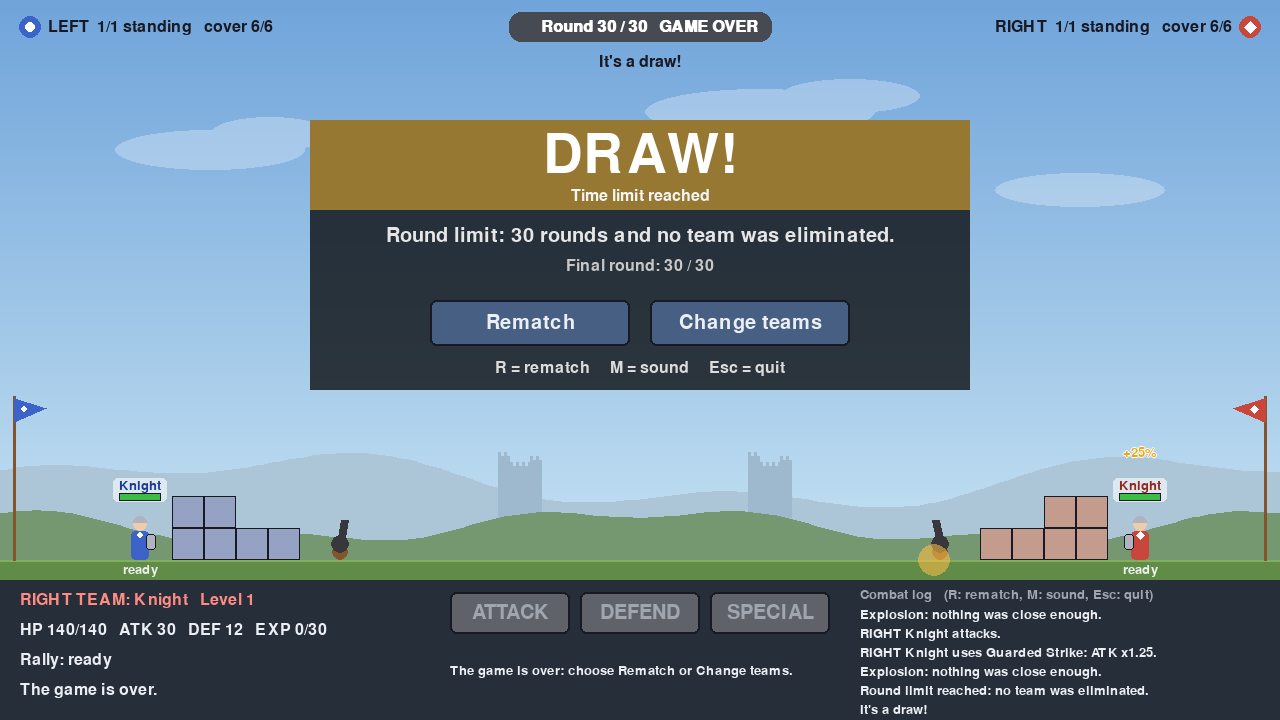 LEFT 1/1 standing cover 6/6
Round 30 / 30 GAME OVER
RIGHT 1/1 standing cover 6/6
It's a draw!
DRAW!
Time limit reached
Round limit: 30 rounds and no team was eliminated.
Final round: 30 / 30
Rematch
Change teams
R = rematch M = sound Esc = quit
+25%
Knight
Knight
ready
ready
RIGHT TEAM: Knight Level 1
HP 140/140 ATK 30 DEF 12 EXP 0/30
Rally: ready
The game is over.
ATTACK
DEFEND
SPECIAL
The game is over: choose Rematch or Change teams.
Combat log (R: rematch, M: sound, Esc: quit)
Explosion: nothing was close enough.
RIGHT Knight attacks.
RIGHT Knight uses Guarded Strike: ATK x1.25.
Explosion: nothing was close enough.
Round limit reached: no team was eliminated.
It's a draw!